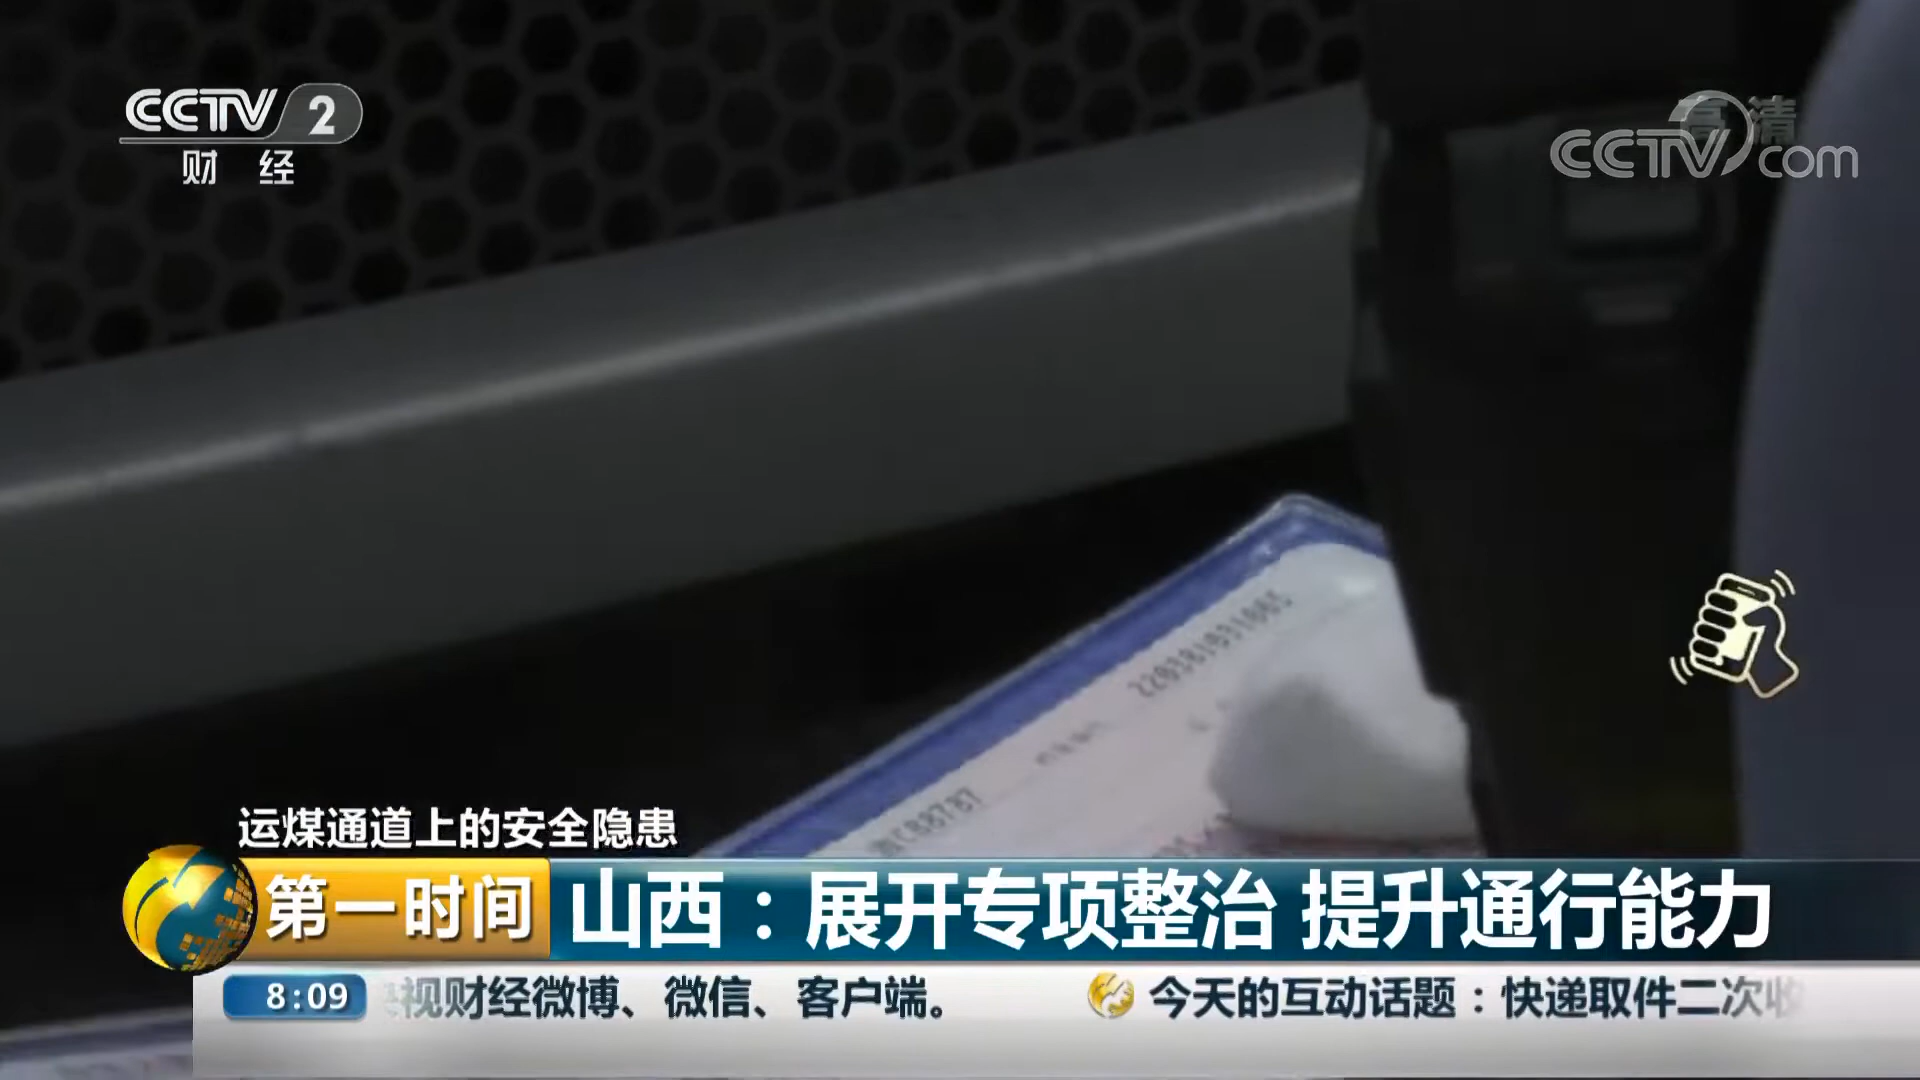 CCTV 2
财 经
高清
CCTV.com
220381031065
CB8787
运煤通道上的安全隐患
第一时间
山西：展开专项整治 提升通行能力
8:09
视财经微博、微信、客户端。
今天的互动话题：快递取件二次收